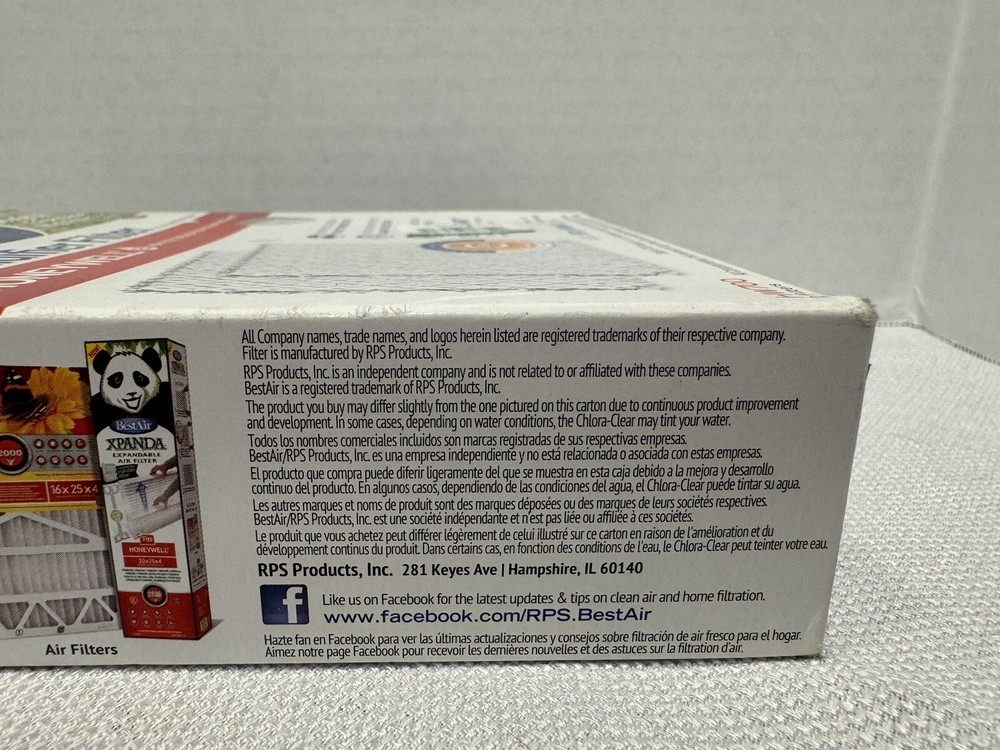 HONEYWELL
All Company names, trade names, and logos herein listed are registered trademarks of their respective company.
Filter is manufactured by RPS Products, Inc.
RPS Products, Inc. is an independent company and is not related to or affiliated with these companies.
BestAir is a registered trademark of RPS Products, Inc.
The product you buy may differ slightly from the one pictured on this carton due to continuous product improvement
and development. In some cases, depending on water conditions, the Chlora-Clear may tint your water.
Todos los nombres comerciales incluidos son marcas registradas de sus respectivas empresas.
BestAir/RPS Products, Inc. es una empresa independiente y no está relacionada o asociada con estas empresas.
El producto que compra puede diferir ligeramente del que se muestra en esta caja debido a la mejora y desarrollo
continuo del producto. En algunos casos, dependiendo de las condiciones del agua, el Chlora-Clear puede tintar su agua.
Les autres marques et noms de produit sont des marques déposées ou des marques de leurs sociétés respectives.
BestAir/RPS Products, Inc. est une société indépendante et n'est pas liée ou affiliée à ces sociétés.
Le produit que vous achetez peut différer légèrement de celui illustré sur ce carton en raison de l'amélioration et du
développement continus du produit. Dans certains cas, en fonction des conditions de l'eau, le Chlora-Clear peut teinter votre eau.
RPS Products, Inc. 281 Keyes Ave | Hampshire, IL 60140
f
Like us on Facebook for the latest updates & tips on clean air and home filtration.
www.facebook.com/RPS.BestAir
Hazte fan en Facebook para ver las últimas actualizaciones y consejos sobre filtración de air fresco para el hogar.
Aimez notre page Facebook pour recevoir les dernières nouvelles et des astuces sur la filtration d'air.
BestAir
XPANDA
EXPANDABLE
AIR FILTER
Fits
HONEYWELL
20x25x4
2000
16x25x4
Air Filters